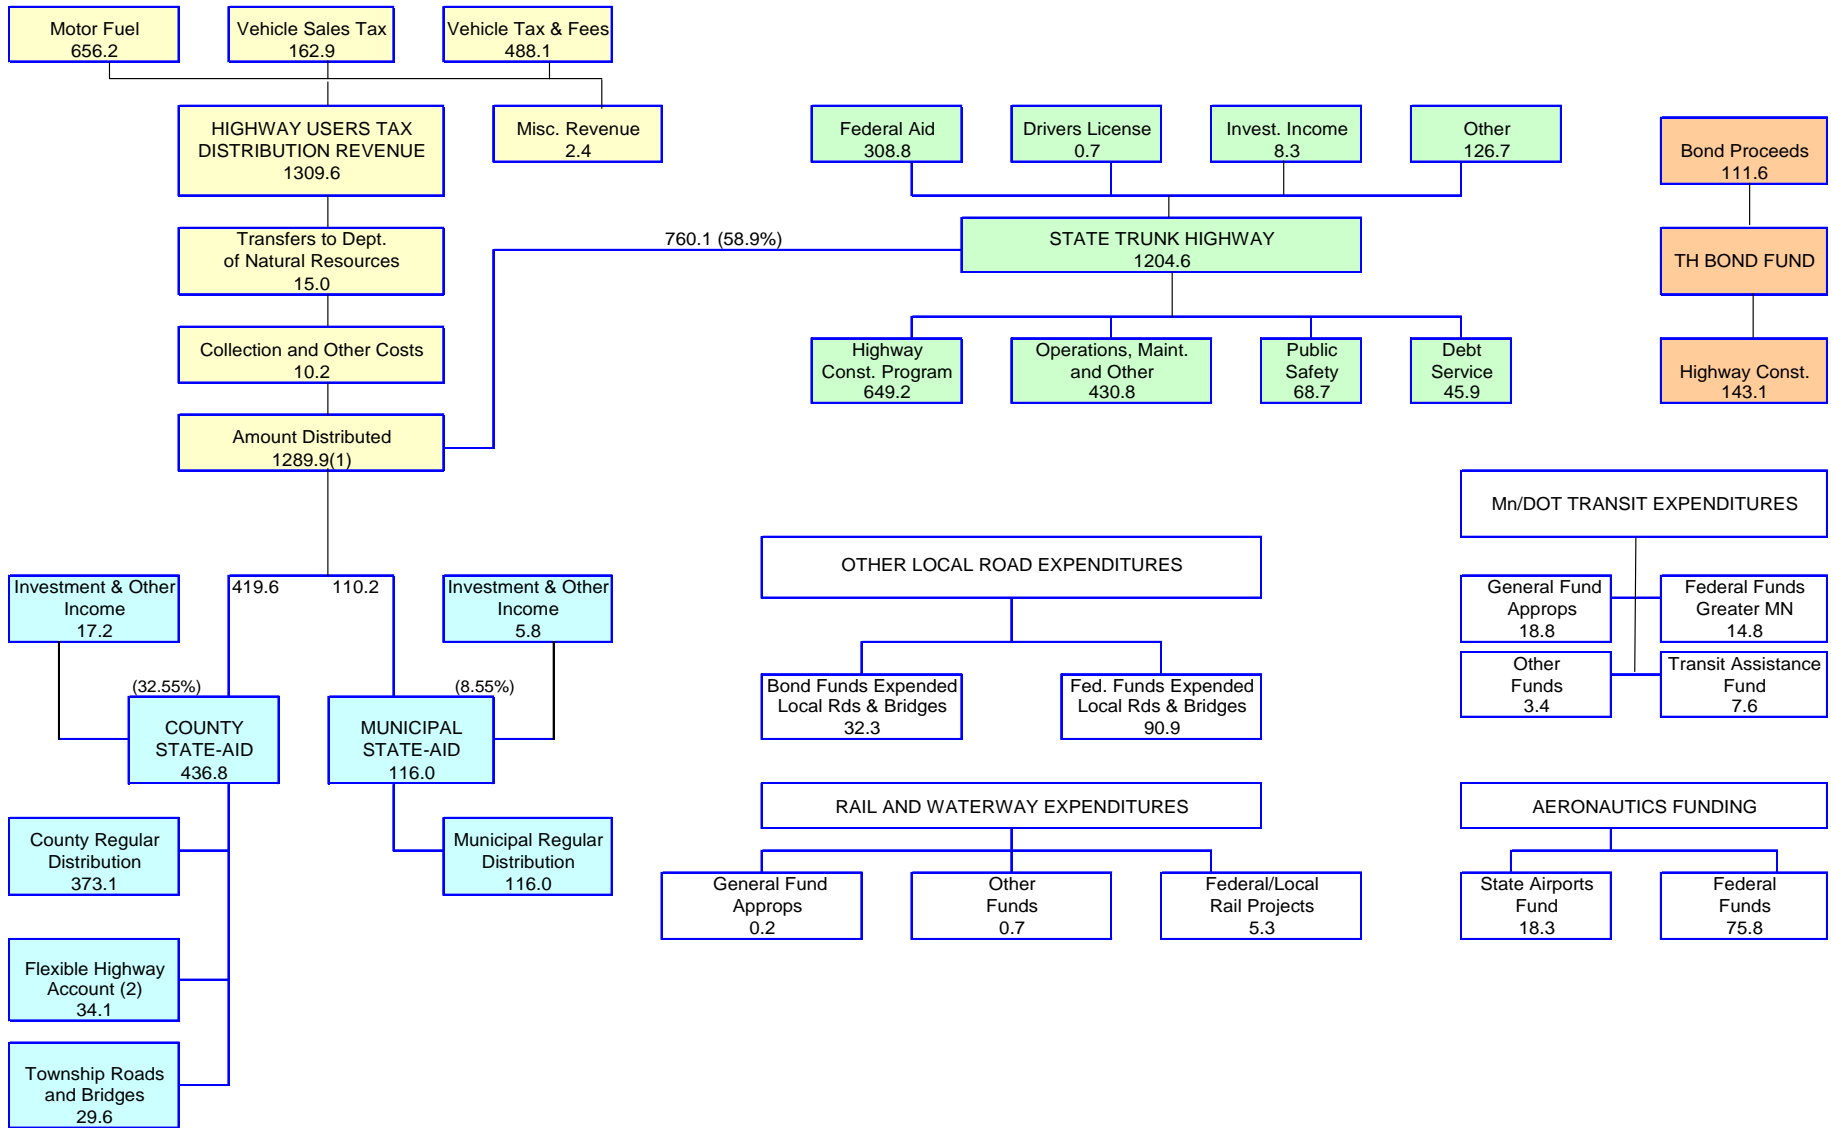 Motor Fuel
656.2
Vehicle Sales Tax
162.9
Vehicle Tax & Fees
488.1
HIGHWAY USERS TAX
DISTRIBUTION REVENUE
1309.6
Misc. Revenue
2.4
Federal Aid
308.8
Drivers License
0.7
Invest. Income
8.3
Other
126.7
Bond Proceeds
111.6
Transfers to Dept.
of Natural Resources
15.0
760.1 (58.9%)
STATE TRUNK HIGHWAY
1204.6
TH BOND FUND
Collection and Other Costs
10.2
Highway
Const. Program
649.2
Operations, Maint.
and Other
430.8
Public
Safety
68.7
Debt
Service
45.9
Highway Const.
143.1
Amount Distributed
1289.9(1)
Mn/DOT TRANSIT EXPENDITURES
OTHER LOCAL ROAD EXPENDITURES
Investment & Other
Income
17.2
419.6
110.2
Investment & Other
Income
5.8
General Fund
Approps
18.8
Federal Funds
Greater MN
14.8
(32.55%)
(8.55%)
Bond Funds Expended
Local Rds & Bridges
32.3
Fed. Funds Expended
Local Rds & Bridges
90.9
Other
Funds
3.4
Transit Assistance
Fund
7.6
COUNTY
STATE-AID
436.8
MUNICIPAL
STATE-AID
116.0
RAIL AND WATERWAY EXPENDITURES
AERONAUTICS FUNDING
County Regular
Distribution
373.1
Municipal Regular
Distribution
116.0
General Fund
Approps
0.2
Other
Funds
0.7
Federal/Local
Rail Projects
5.3
State Airports
Fund
18.3
Federal
Funds
75.8
Flexible Highway
Account (2)
34.1
Township Roads
and Bridges
29.6